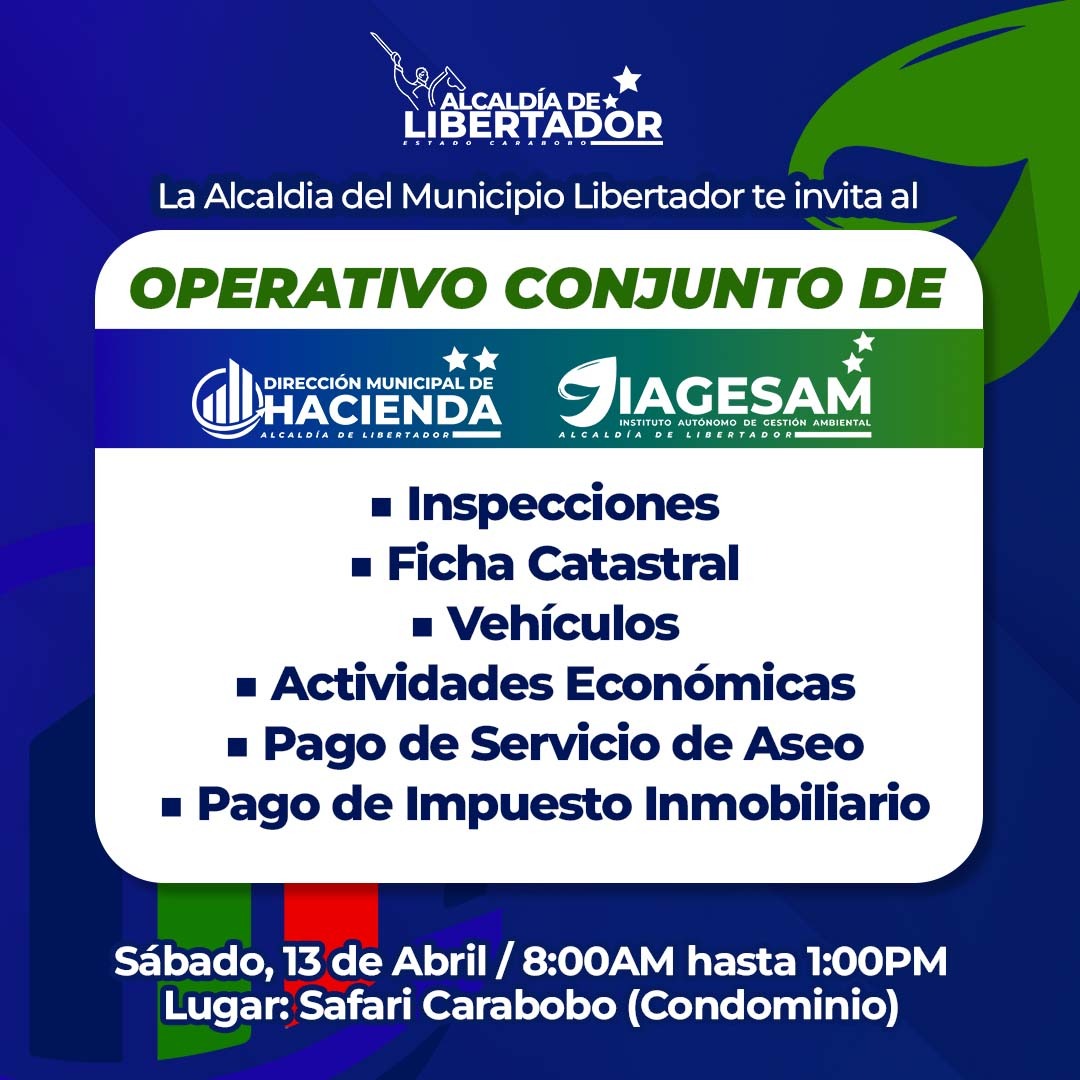 ALCALDÍA DE
LIBERTADOR
ESTADO CARABOBO
La Alcaldia del Municipio Libertador te invita al
OPERATIVO CONJUNTO DE
DIRECCIÓN MUNICIPAL DE
HACIENDA
ALCALDÍA DE LIBERTADOR
IAGESAM
INSTITUTO AUTÓNOMO DE GESTIÓN AMBIENTAL
ALCALDÍA DE LIBERTADOR
▪ Inspecciones
▪ Ficha Catastral
▪ Vehículos
▪ Actividades Económicas
▪ Pago de Servicio de Aseo
▪ Pago de Impuesto Inmobiliario
Sábado, 13 de Abril / 8:00AM hasta 1:00PM
Lugar: Safari Carabobo (Condominio)